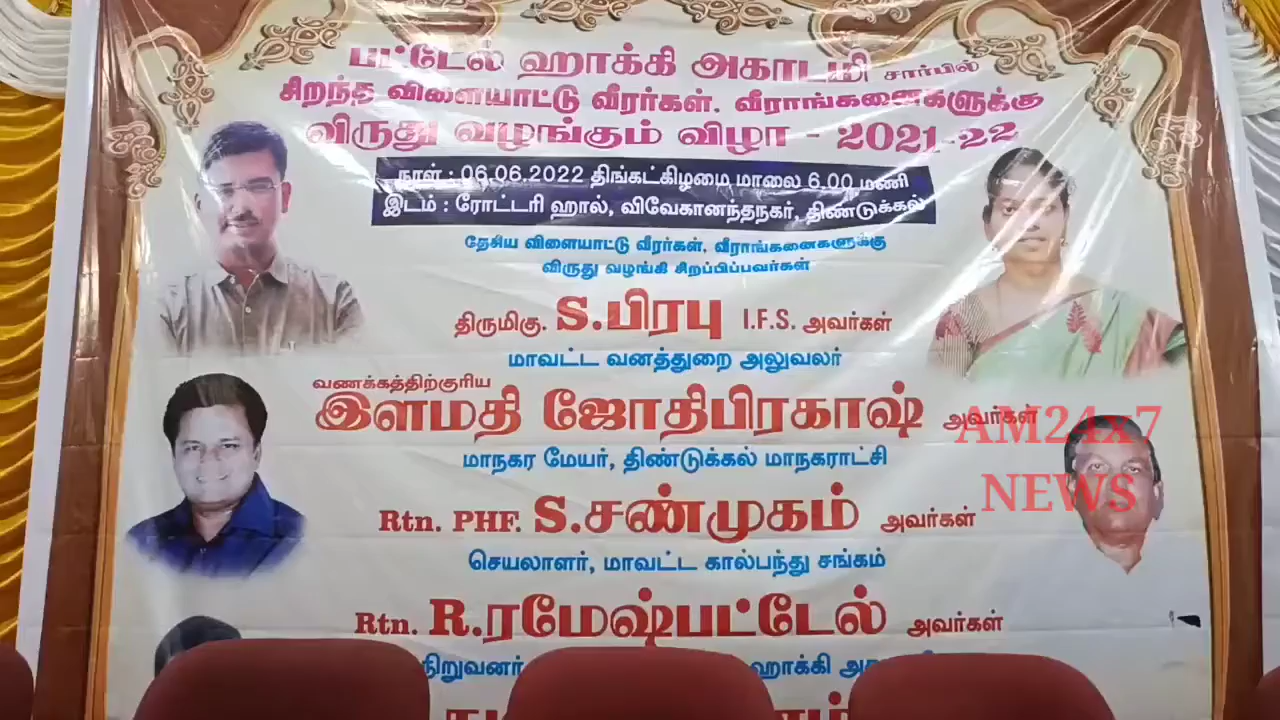 பட்டேல் ஹாக்கி அகாடமி சார்பில்
சிறந்த விளையாட்டு வீரர்கள், வீராங்கனைகளுக்கு
விருது வழங்கும் விழா - 2021-22
நாள் : 06.06.2022 திங்கட்கிழமை மாலை 6.00 மணி
இடம் : ரோட்டரி ஹால், விவேகானந்தநகர், திண்டுக்கல்
தேசிய விளையாட்டு வீரர்கள், வீராங்கனைகளுக்கு
விருது வழங்கி சிறப்பிப்பவர்கள்
திருமிகு. S.பிரபு I.F.S. அவர்கள்
மாவட்ட வனத்துறை அலுவலர்
வணக்கத்திற்குரிய
இளமதி ஜோதிபிரகாஷ் அவர்கள்
மாநகர மேயர், திண்டுக்கல் மாநகராட்சி
AM24x7
NEWS
Rtn. PHF. S.சண்முகம் அவர்கள்
செயலாளர், மாவட்ட கால்பந்து சங்கம்
Rtn. R.ரமேஷ்பட்டேல் அவர்கள்
நிறுவனர் ஹாக்கி